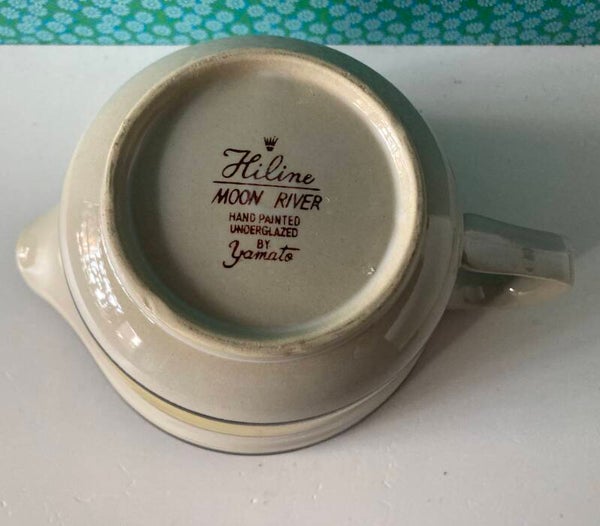 Hiline
MOON RIVER
HAND PAINTED
UNDERGLAZED
BY
Yamato